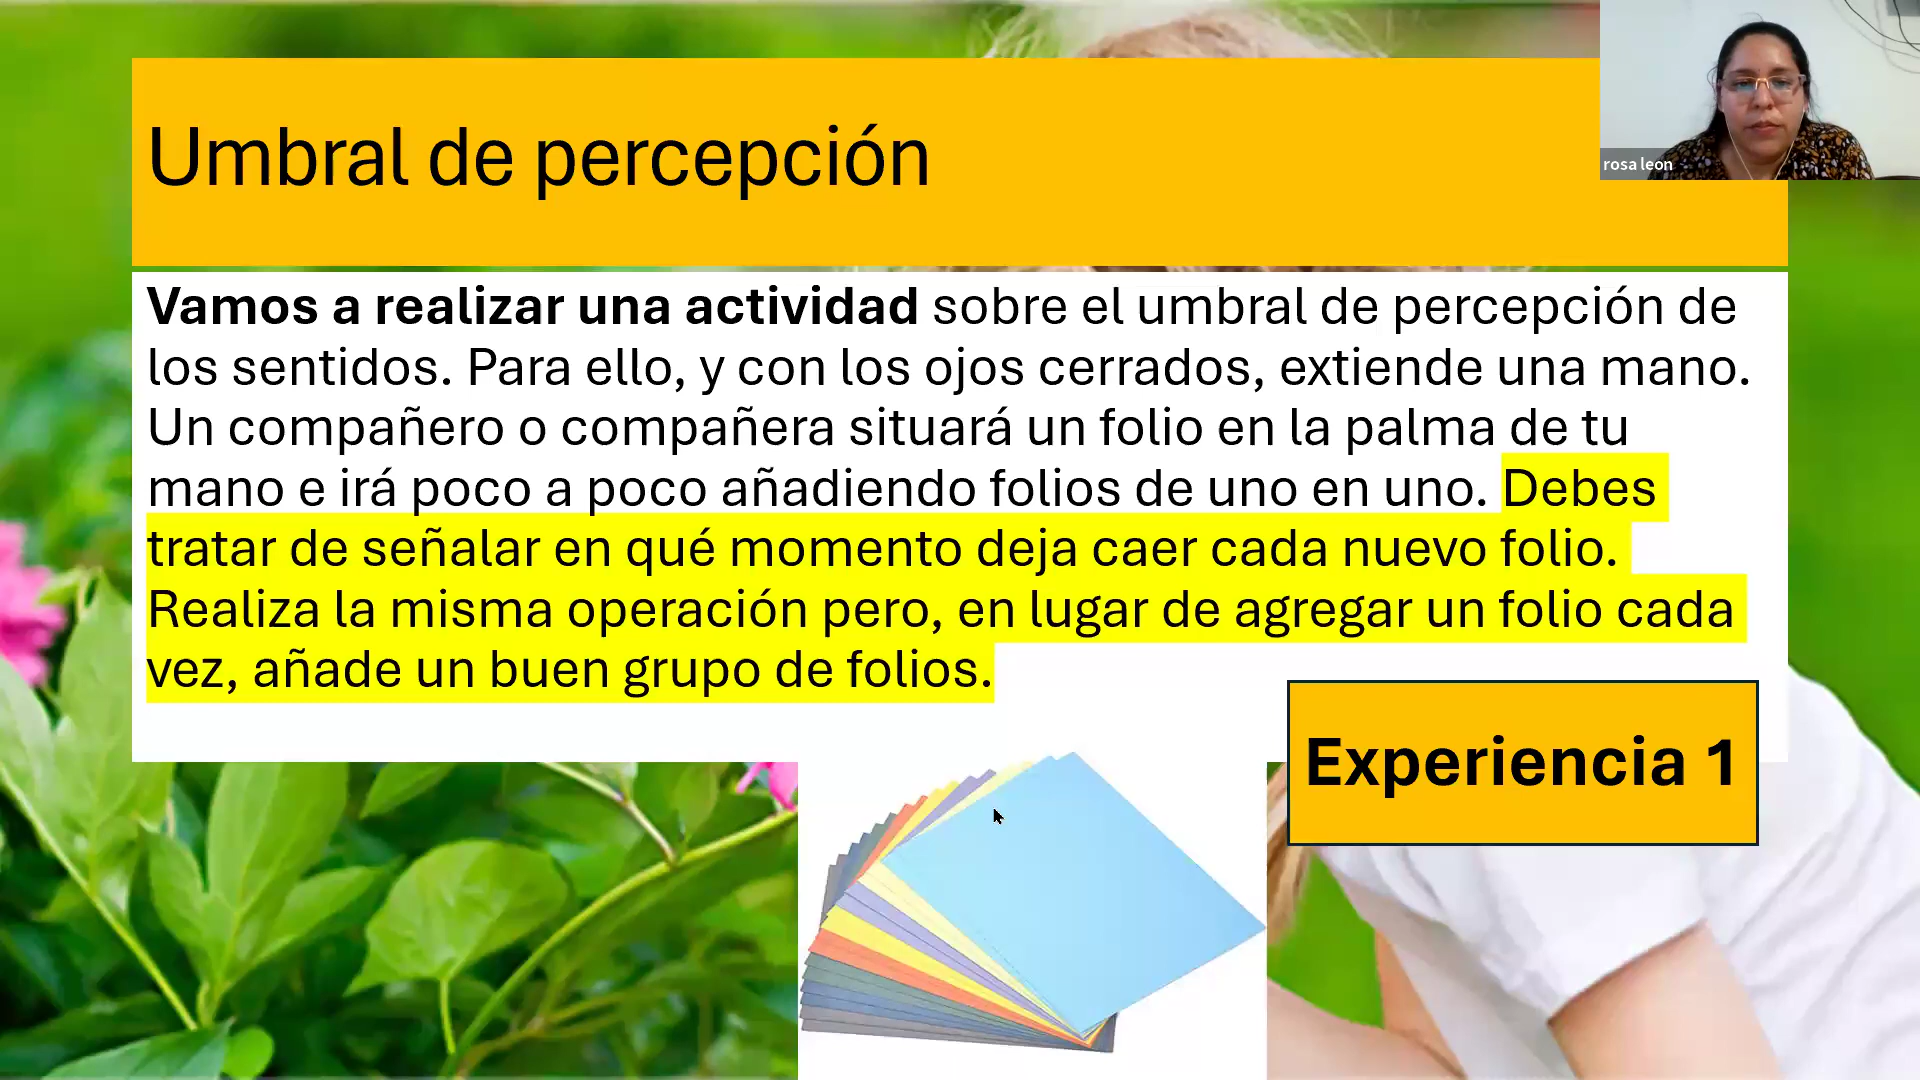 Umbral de percepción
rosa leon
Vamos a realizar una actividad sobre el umbral de percepción de
los sentidos. Para ello, y con los ojos cerrados, extiende una mano.
Un compañero o compañera situará un folio en la palma de tu
mano e irá poco a poco añadiendo folios de uno en uno. Debes
tratar de señalar en qué momento deja caer cada nuevo folio.
Realiza la misma operación pero, en lugar de agregar un folio cada
vez, añade un buen grupo de folios.
Experiencia 1